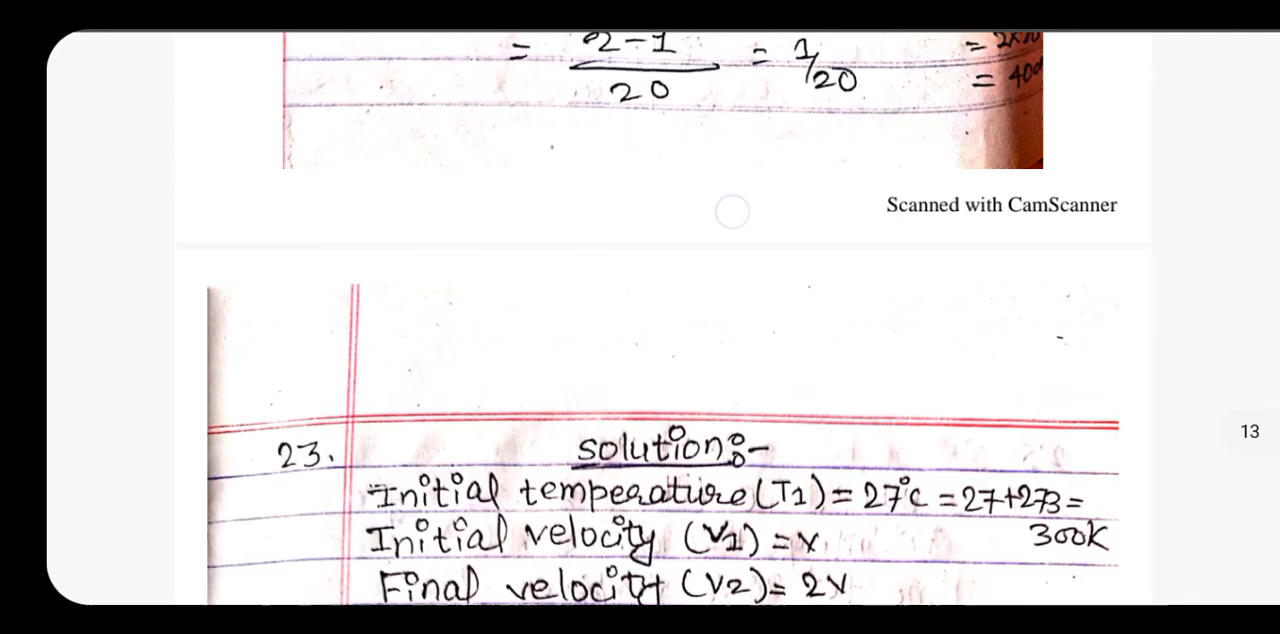 = 2-1 = 1/20
20
Scanned with CamScanner
13
23. solution:-
Initial temperature (T1) = 27°c = 27+273 =
300k
Initial velocity (V1) = v
Final velocity (V2) = 2v